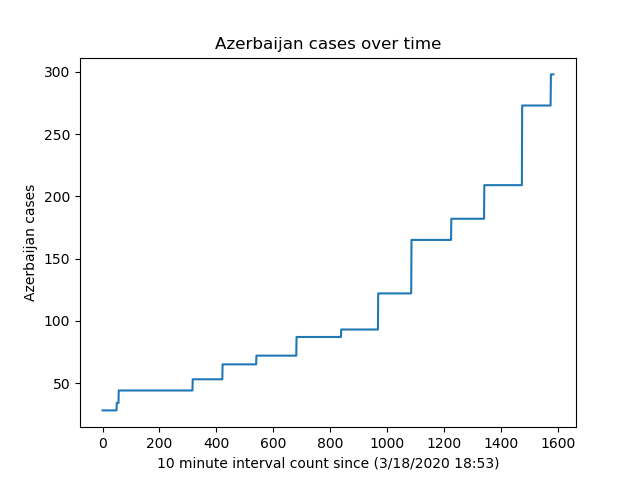 Azerbaijan cases over time
300
250
200
150
100
50
Azerbaijan cases
0 200 400 600 800 1000 1200 1400 1600
10 minute interval count since (3/18/2020 18:53)